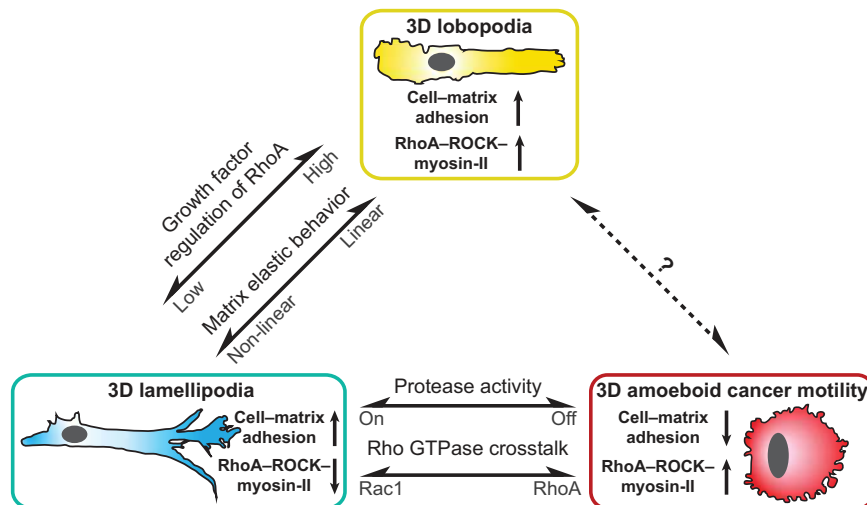 3D lobopodia
Cell–matrix
adhesion
RhoA–ROCK–
myosin-II
Growth factor
regulation of RhoA
High
Low
Matrix elastic behavior
Linear
Non-linear
?
3D lamellipodia
Cell–matrix
adhesion
RhoA–ROCK–
myosin-II
Protease activity
On
Off
Rho GTPase crosstalk
Rac1
RhoA
3D amoeboid cancer motility
Cell–matrix
adhesion
RhoA–ROCK–
myosin-II